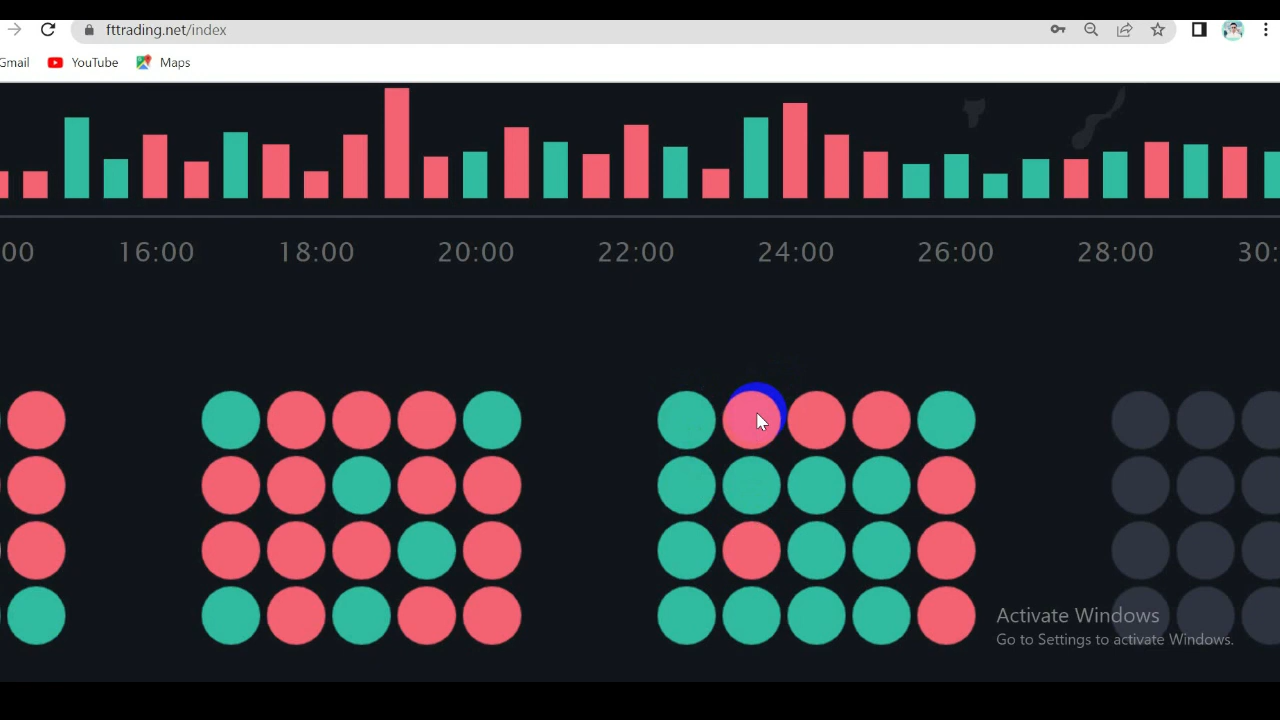 fttrading.net/index
Gmail YouTube Maps
00 16:00 18:00 20:00 22:00 24:00 26:00 28:00 30:
Activate Windows
Go to Settings to activate Windows.